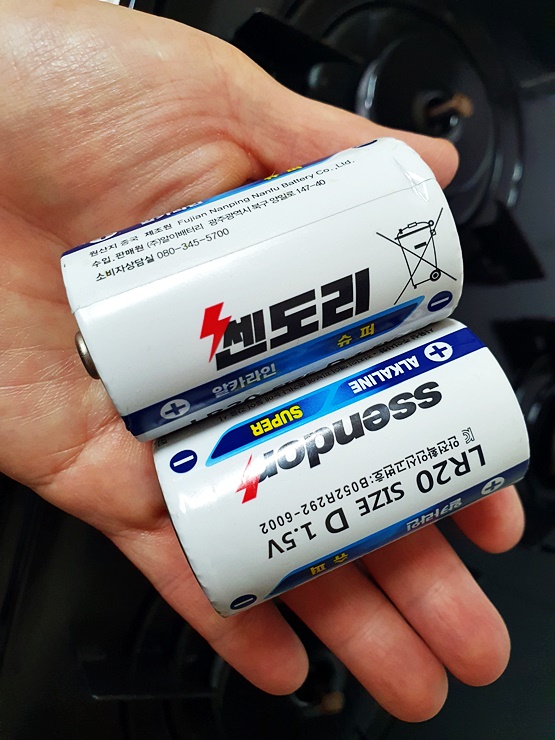 원산지 중국 제조원 Fujian Nanping Nanfu Battery Co., Ltd.
수입,판매원 (주)알이배터리 광주광역시 북구 양일로 147-40
소비자상담실 080-345-5700
쎈도리
슈퍼
알카라인
ALKALINE
SUPER
ssendori
안전확인신고번호:B052R292-6002
LR20 SIZE D 1.5V
알카라인
슈퍼